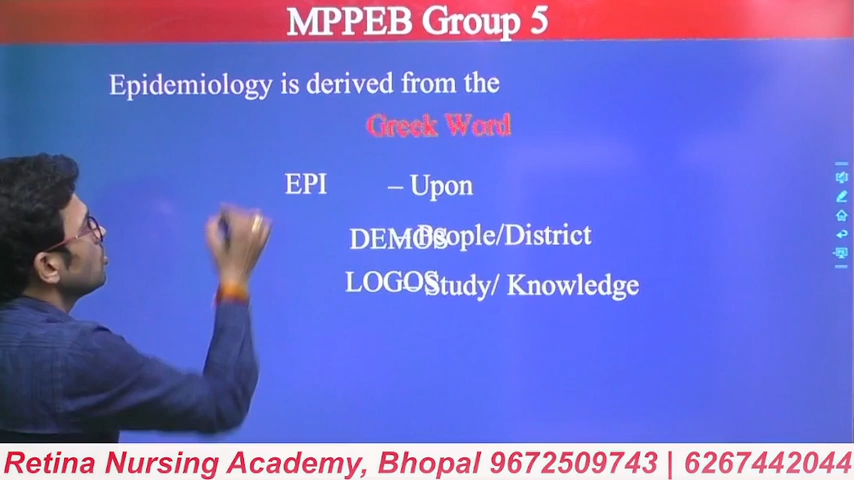 MPPEB Group 5
Epidemiology is derived from the
Greek Word
EPI – Upon
DEMOS – People/District
LOGOS – Study/ Knowledge
Retina Nursing Academy, Bhopal 9672509743 | 6267442044